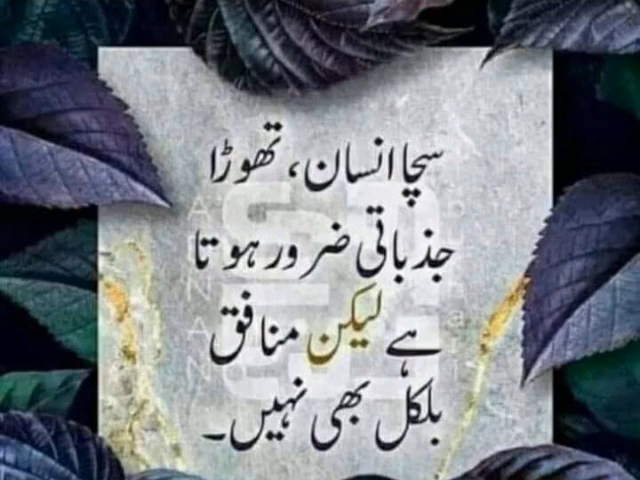 سچا انسان، تھوڑا
جذباتی ضرور ہوتا
ہے لیکن منافق
بلکل بھی نہیں۔